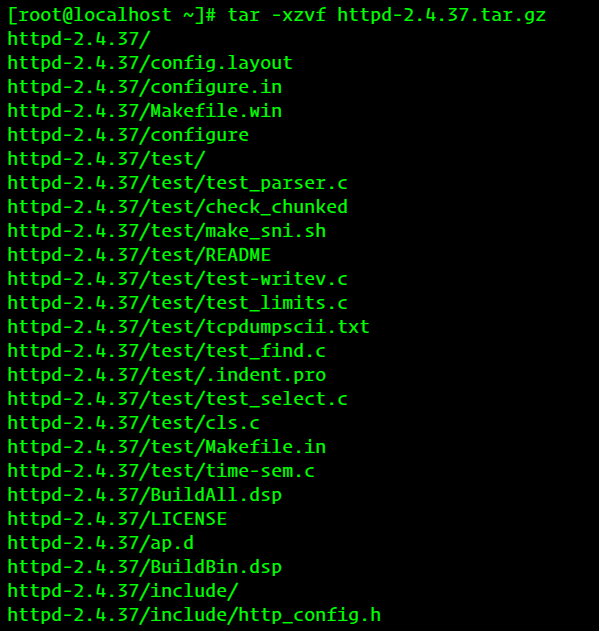 [root@localhost ~]# tar -xzvf httpd-2.4.37.tar.gz
httpd-2.4.37/
httpd-2.4.37/config.layout
httpd-2.4.37/configure.in
httpd-2.4.37/Makefile.win
httpd-2.4.37/configure
httpd-2.4.37/test/
httpd-2.4.37/test/test_parser.c
httpd-2.4.37/test/check_chunked
httpd-2.4.37/test/make_sni.sh
httpd-2.4.37/test/README
httpd-2.4.37/test/test-writev.c
httpd-2.4.37/test/test_limits.c
httpd-2.4.37/test/tcpdumpscii.txt
httpd-2.4.37/test/test_find.c
httpd-2.4.37/test/.indent.pro
httpd-2.4.37/test/test_select.c
httpd-2.4.37/test/cls.c
httpd-2.4.37/test/Makefile.in
httpd-2.4.37/test/time-sem.c
httpd-2.4.37/BuildAll.dsp
httpd-2.4.37/LICENSE
httpd-2.4.37/ap.d
httpd-2.4.37/BuildBin.dsp
httpd-2.4.37/include/
httpd-2.4.37/include/http_config.h